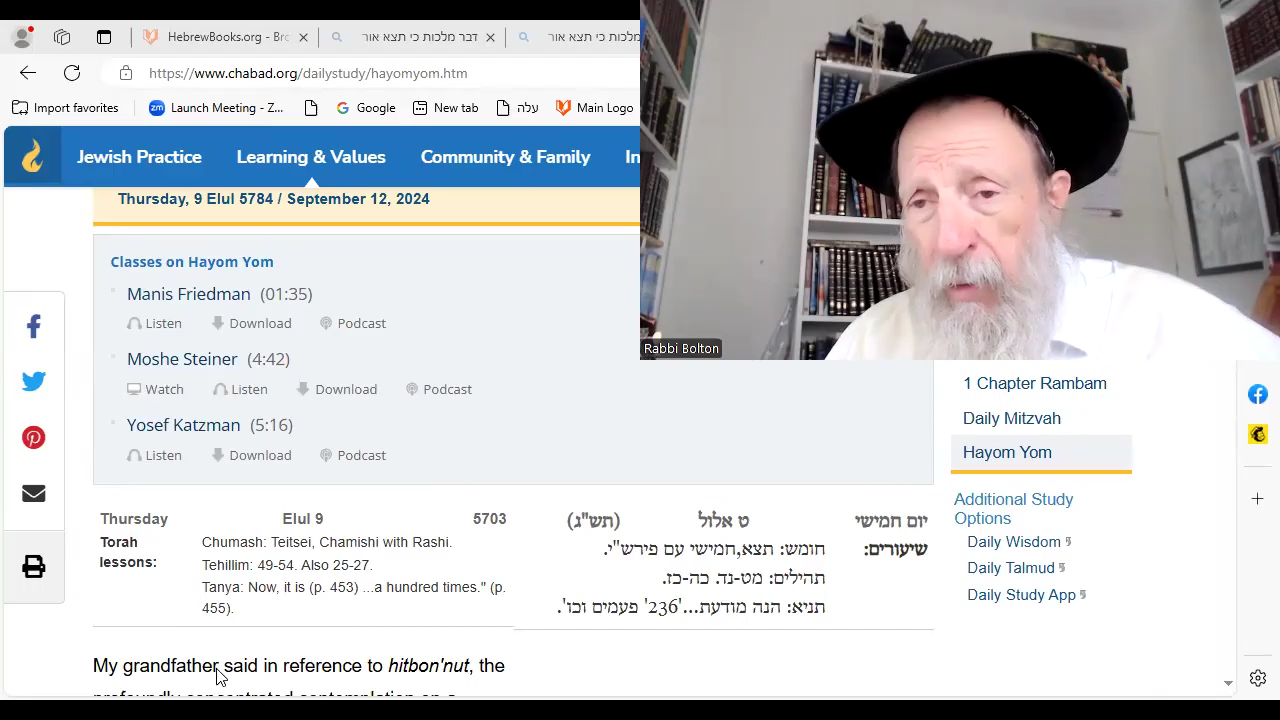 HebrewBooks.org - Bro
דבר מלכות כי תצא אור
מלכות כי תצא אור
https://www.chabad.org/dailystudy/hayomyom.htm
Import favorites
zm Launch Meeting - Z...
G Google
New tab
עלה
Main Logo
Jewish Practice
Learning & Values
Community & Family
In
Thursday, 9 Elul 5784 / September 12, 2024
Classes on Hayom Yom
Manis Friedman (01:35)
Listen Download Podcast
Moshe Steiner (4:42)
Watch Listen Download Podcast
Yosef Katzman (5:16)
Listen Download Podcast
Rabbi Bolton
1 Chapter Rambam
Daily Mitzvah
Hayom Yom
Additional Study
Options
Daily Wisdom
Daily Talmud
Daily Study App
Thursday Elul 9 5703
Torah lessons:
Chumash: Teitsei, Chamishi with Rashi.
Tehillim: 49-54. Also 25-27.
Tanya: Now, it is (p. 453) ...a hundred times." (p.
455).
יום חמישי ט אלול (תש"ג)
שיעורים: חומש: תצא,חמישי עם פירש"י.
תהילים: מט-נד. כה-כז.
תניא: הנה מודעת...'236 פעמים וכו'.
My grandfather said in reference to hitbon'nut, the
profoundly concentrated contemplation on a